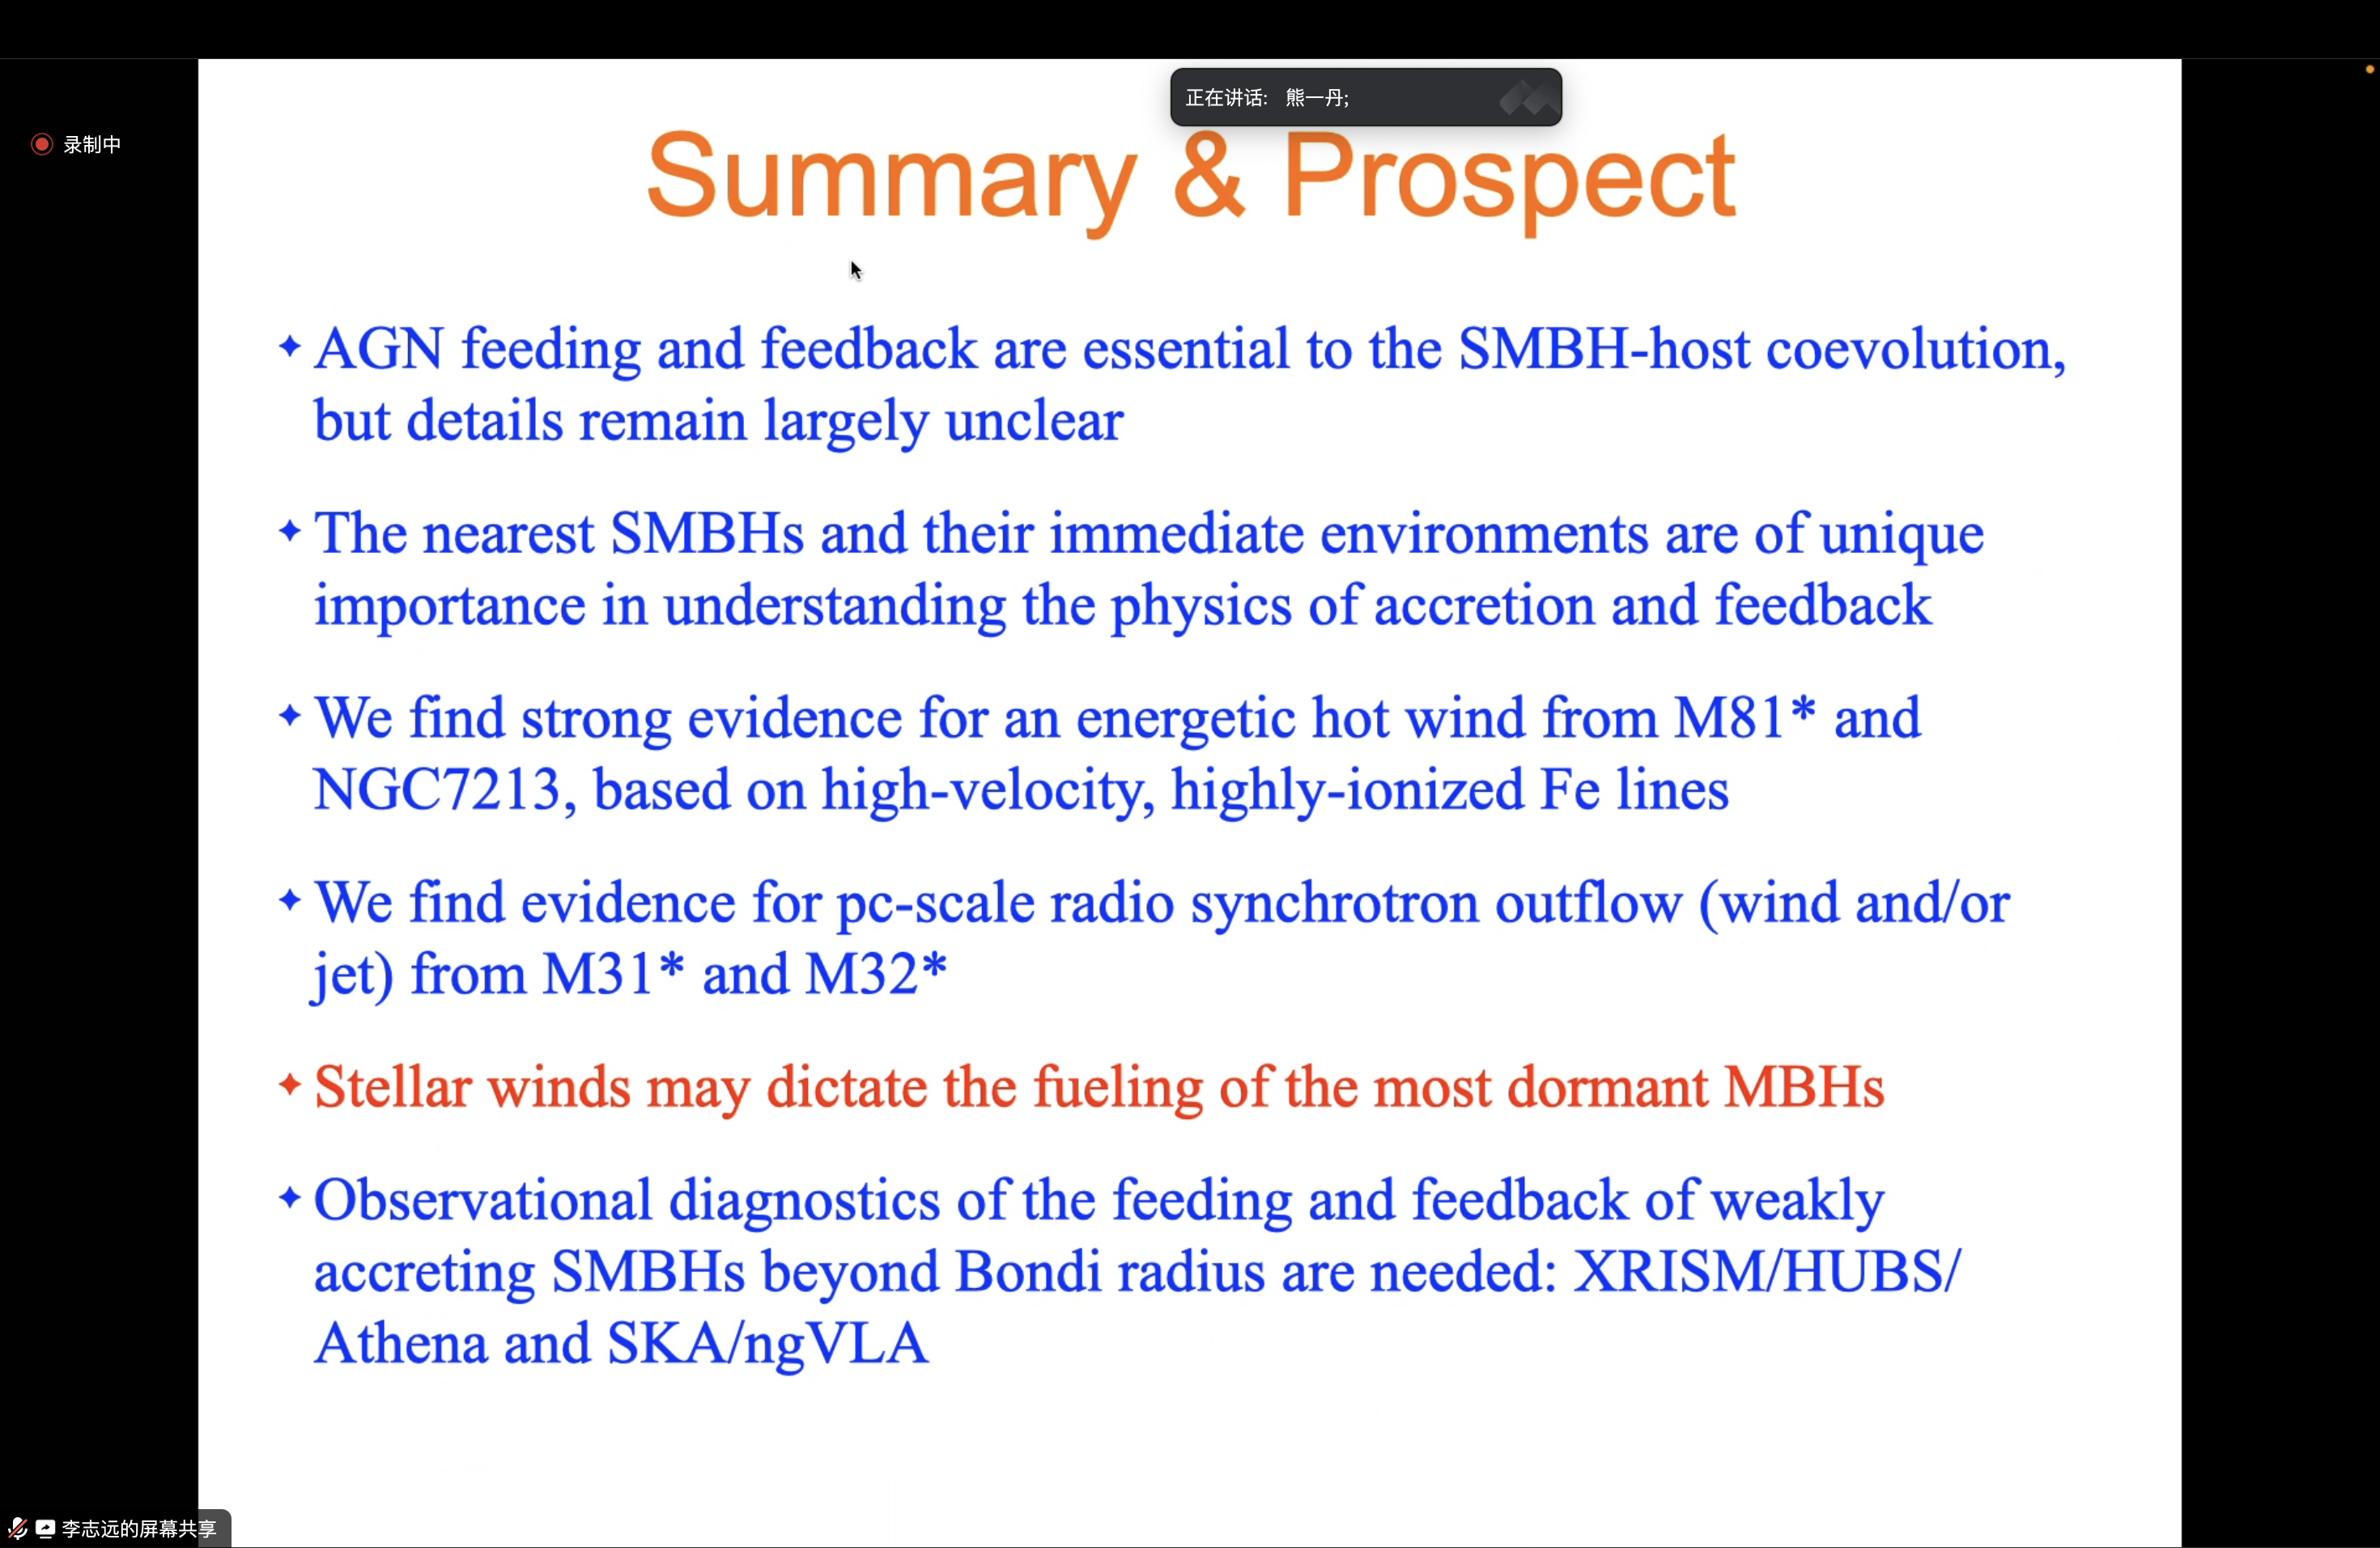 正在讲话: 熊一丹;
录制中
Summary & Prospect
AGN feeding and feedback are essential to the SMBH-host coevolution,
but details remain largely unclear
The nearest SMBHs and their immediate environments are of unique
importance in understanding the physics of accretion and feedback
We find strong evidence for an energetic hot wind from M81* and
NGC7213, based on high-velocity, highly-ionized Fe lines
We find evidence for pc-scale radio synchrotron outflow (wind and/or
jet) from M31* and M32*
Stellar winds may dictate the fueling of the most dormant MBHs
Observational diagnostics of the feeding and feedback of weakly
accreting SMBHs beyond Bondi radius are needed: XRISM/HUBS/
Athena and SKA/ngVLA
李志远的屏幕共享